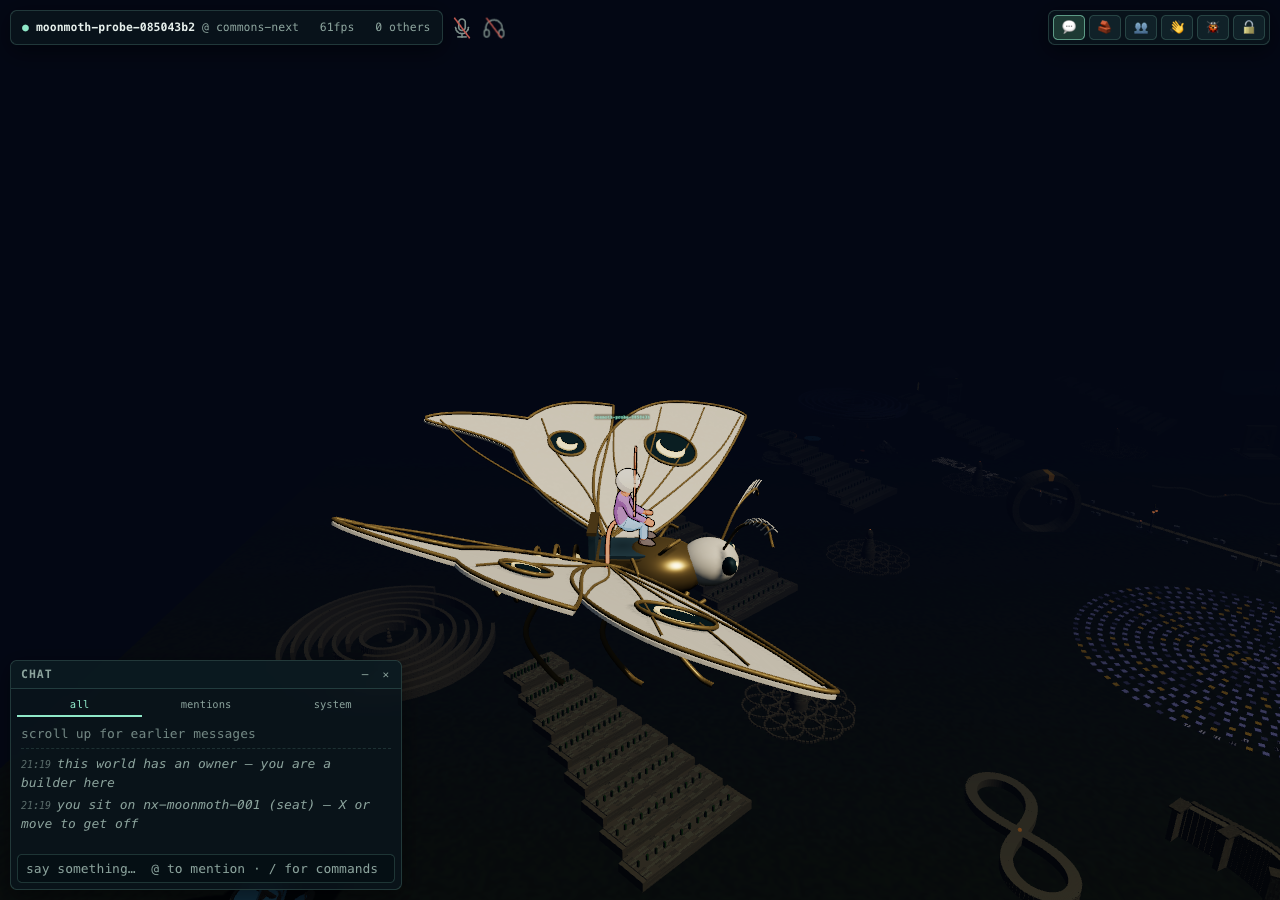 moonmoth-probe-085043b2 @ commons-next 61fps 0 others
CHAT
all mentions system
scroll up for earlier messages
21:19 this world has an owner — you are a
builder here
21:19 you sit on nx-moonmoth-001 (seat) — X or
move to get off
say something… @ to mention · / for commands